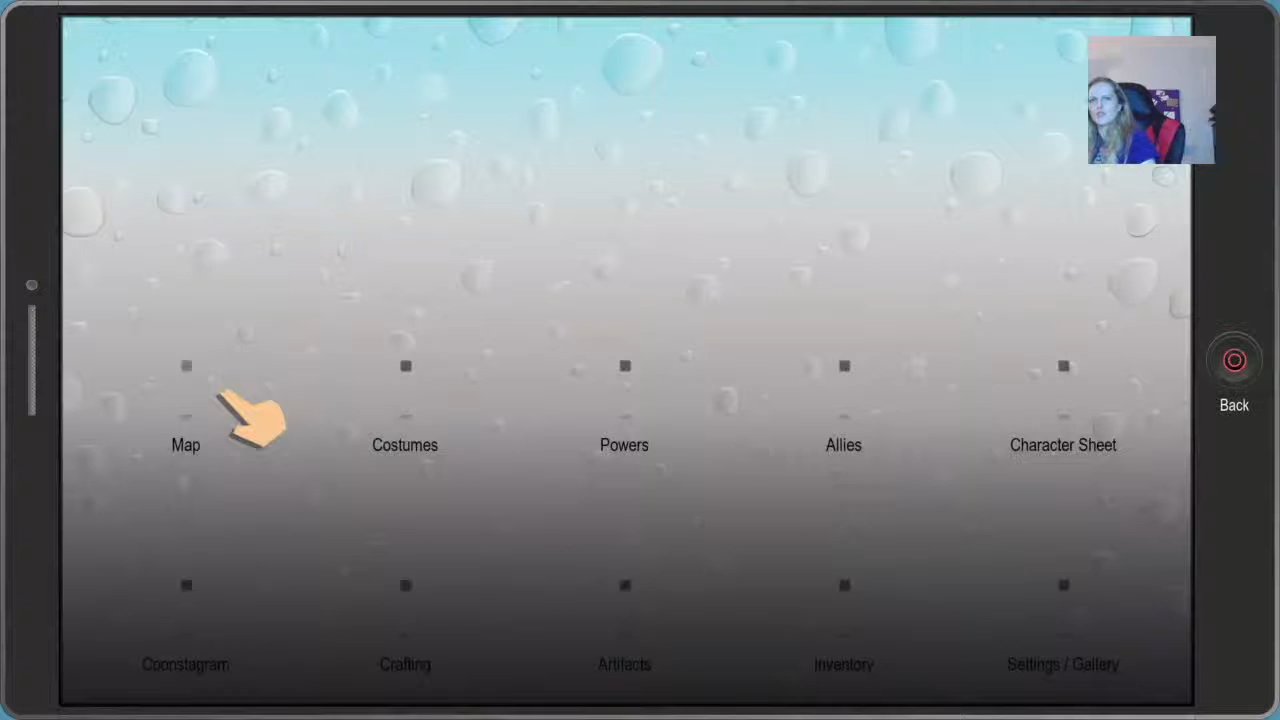 Back
Map
Costumes
Powers
Allies
Character Sheet
Coonstagram
Crafting
Artifacts
Inventory
Settings / Gallery